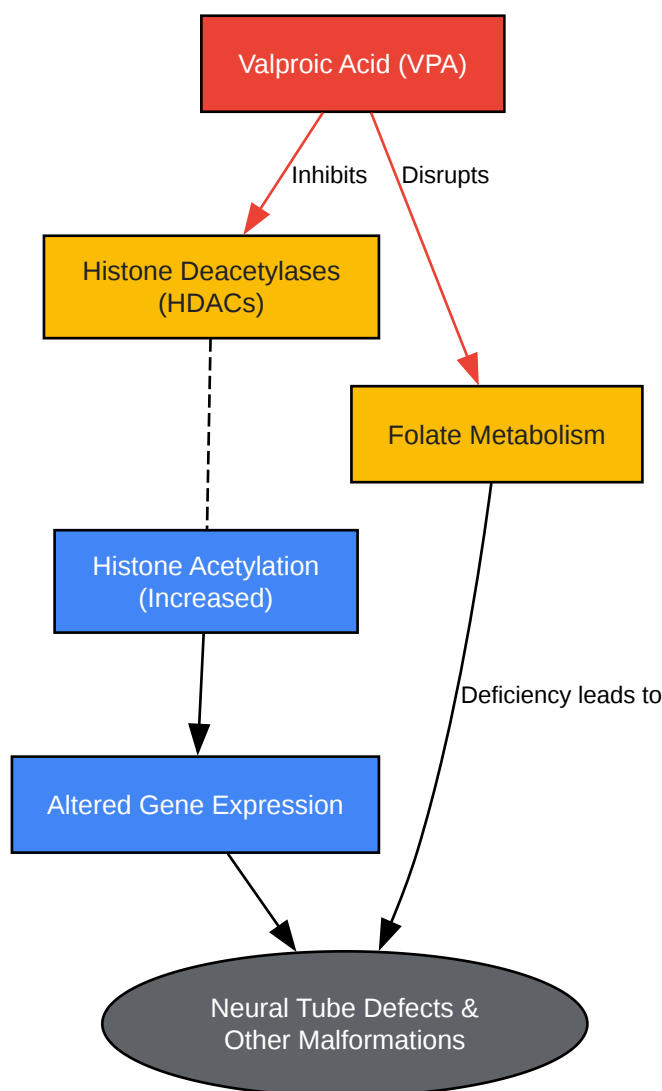 Valproic Acid (VPA)
Inhibits
Disrupts
Histone Deacetylases
(HDACs)
Folate Metabolism
Histone Acetylation
(Increased)
Deficiency leads to
Altered Gene Expression
Neural Tube Defects &
Other Malformations